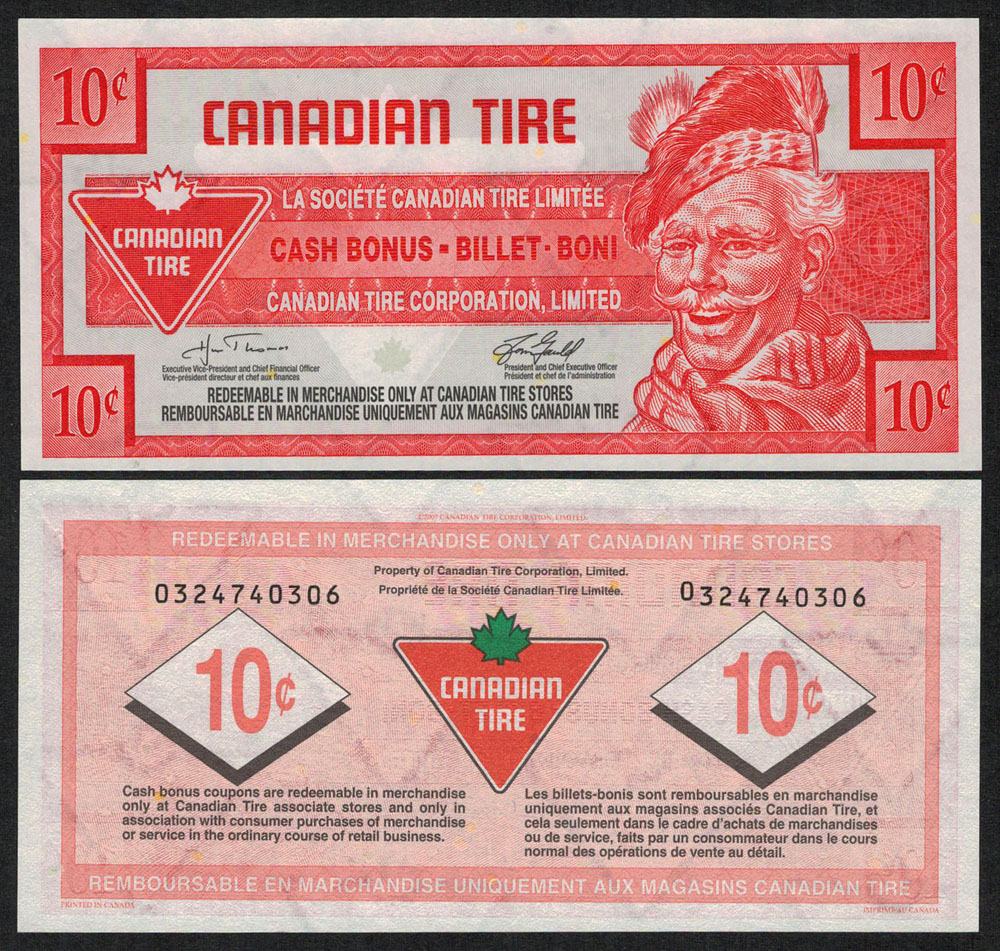 10¢
10¢
CANADIAN TIRE
LA SOCIÉTÉ CANADIAN TIRE LIMITÉE
CANADIAN
TIRE
CASH BONUS - BILLET - BONI
CANADIAN TIRE CORPORATION, LIMITED
Executive Vice-President and Chief Financial Officer
Vice-président directeur et chef aux finances
President and Chief Executive Officer
Président et chef de l'administration
REDEEMABLE IN MERCHANDISE ONLY AT CANADIAN TIRE STORES
REMBOURSABLE EN MARCHANDISE UNIQUEMENT AUX MAGASINS CANADIAN TIRE
10¢
10¢
©2007 CANADIAN TIRE CORPORATION, LIMITED.
REDEEMABLE IN MERCHANDISE ONLY AT CANADIAN TIRE STORES
Property of Canadian Tire Corporation, Limited.
Propriété de la Société Canadian Tire Limitée.
0324740306
0324740306
10¢
CANADIAN
TIRE
10¢
Cash bonus coupons are redeemable in merchandise
only at Canadian Tire associate stores and only in
association with consumer purchases of merchandise
or service in the ordinary course of retail business.
Les billets-bonis sont remboursables en marchandise
uniquement aux magasins associés Canadian Tire, et
cela seulement dans le cadre d'achats de marchandises
ou de service, faits par un consommateur dans le cours
normal des opérations de vente au détail.
REMBOURSABLE EN MARCHANDISE UNIQUEMENT AUX MAGASINS CANADIAN TIRE
PRINTED IN CANADA
IMPRIMÉ AU CANADA